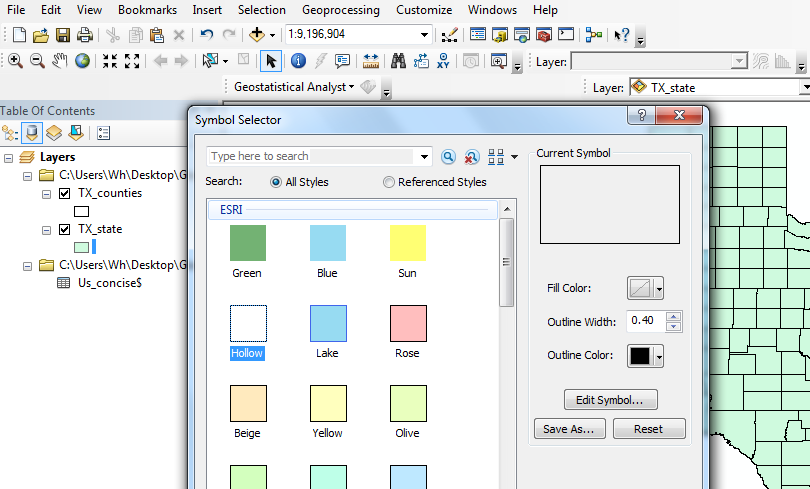 File Edit View Bookmarks Insert Selection Geoprocessing Customize Windows Help
1:9,196,904
Layer:
Geostatistical Analyst
Layer: TX_state
Table Of Contents
Layers
C:\Users\Wh\Desktop\G
TX_counties
TX_state
C:\Users\Wh\Desktop\G
Us_concise$
Symbol Selector
Type here to search
Search: All Styles Referenced Styles
ESRI
Green Blue Sun
Hollow Lake Rose
Beige Yellow Olive
Current Symbol
Fill Color:
Outline Width: 0.40
Outline Color:
Edit Symbol...
Save As... Reset